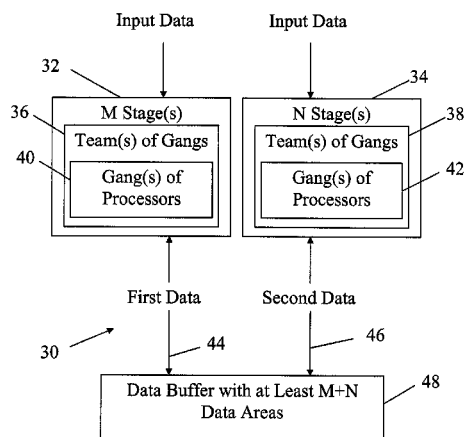 Input Data
Input Data
32
34
M Stage(s)
N Stage(s)
36
38
Team(s) of Gangs
Team(s) of Gangs
40
42
Gang(s) of
Processors
Gang(s) of
Processors
First Data
Second Data
30
44
46
Data Buffer with at Least M+N
Data Areas
48